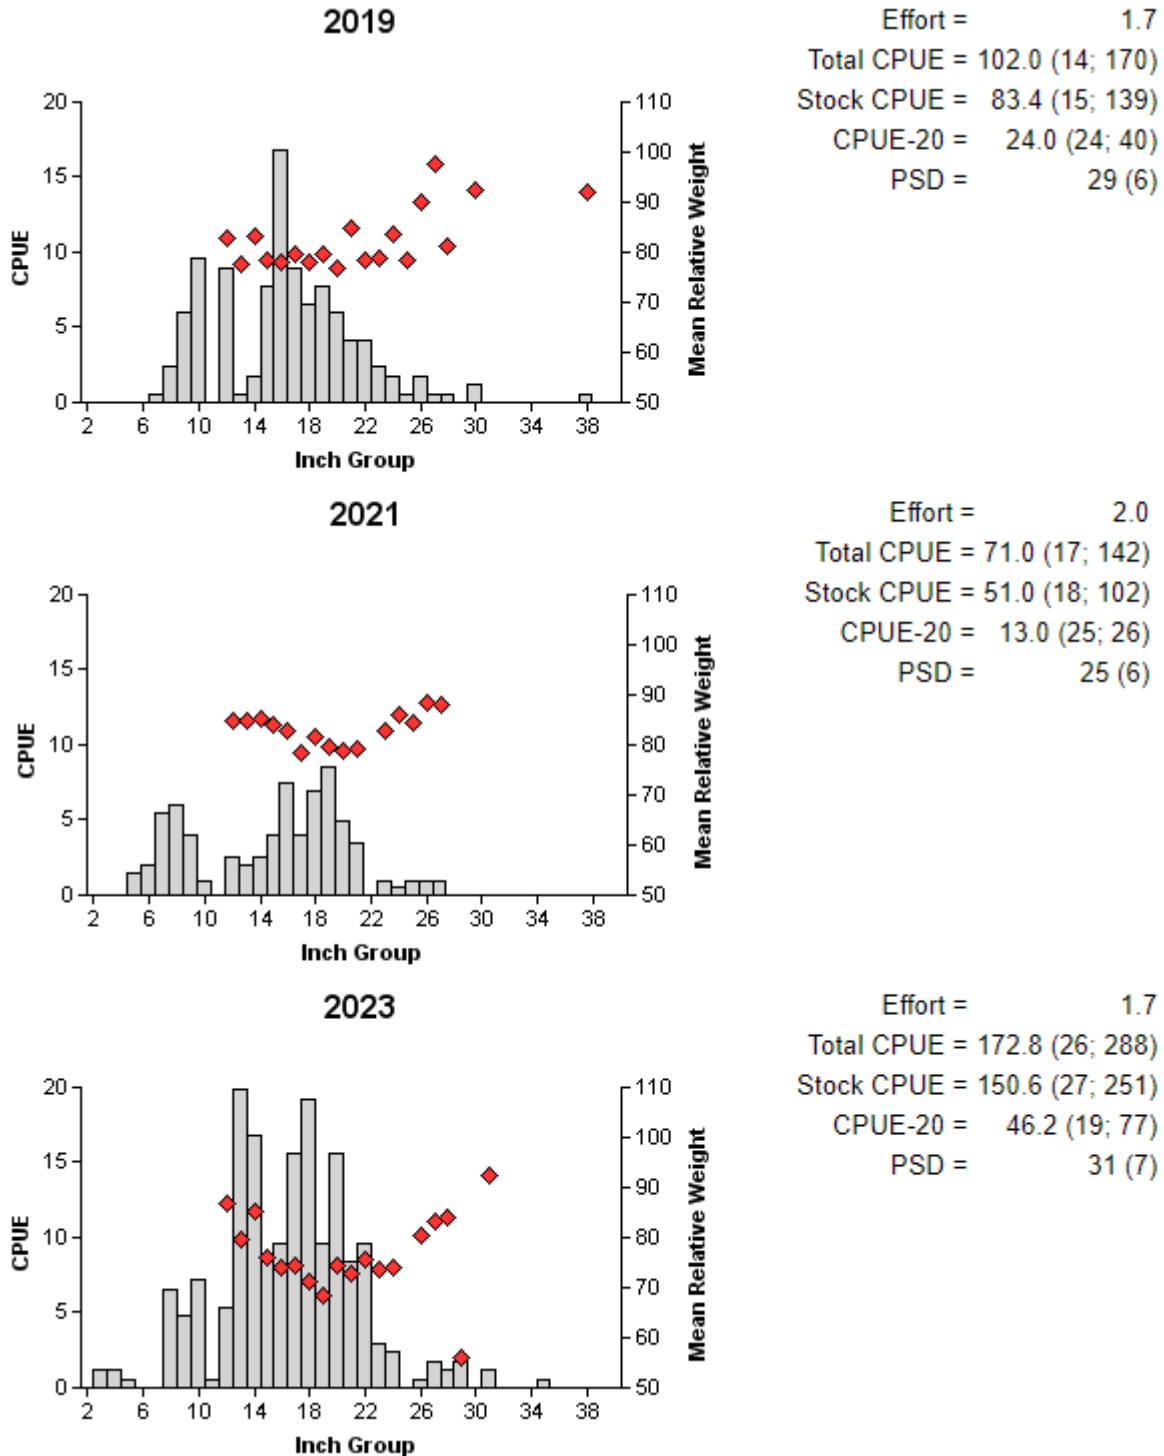 2019
Effort = 1.7
Total CPUE = 102.0 (14; 170)
Stock CPUE = 83.4 (15; 139)
CPUE-20 = 24.0 (24; 40)
PSD = 29 (6)
20 110
100
15
90
10 80
70
5
60
0 50
CPUE
Mean Relative Weight
2 6 10 14 18 22 26 30 34 38
Inch Group
2021
Effort = 2.0
Total CPUE = 71.0 (17; 142)
Stock CPUE = 51.0 (18; 102)
CPUE-20 = 13.0 (25; 26)
PSD = 25 (6)
20 110
100
15
90
10 80
70
5
60
0 50
CPUE
Mean Relative Weight
2 6 10 14 18 22 26 30 34 38
Inch Group
2023
Effort = 1.7
Total CPUE = 172.8 (26; 288)
Stock CPUE = 150.6 (27; 251)
CPUE-20 = 46.2 (19; 77)
PSD = 31 (7)
20 110
100
15
90
10 80
70
5
60
0 50
CPUE
Mean Relative Weight
2 6 10 14 18 22 26 30 34 38
Inch Group